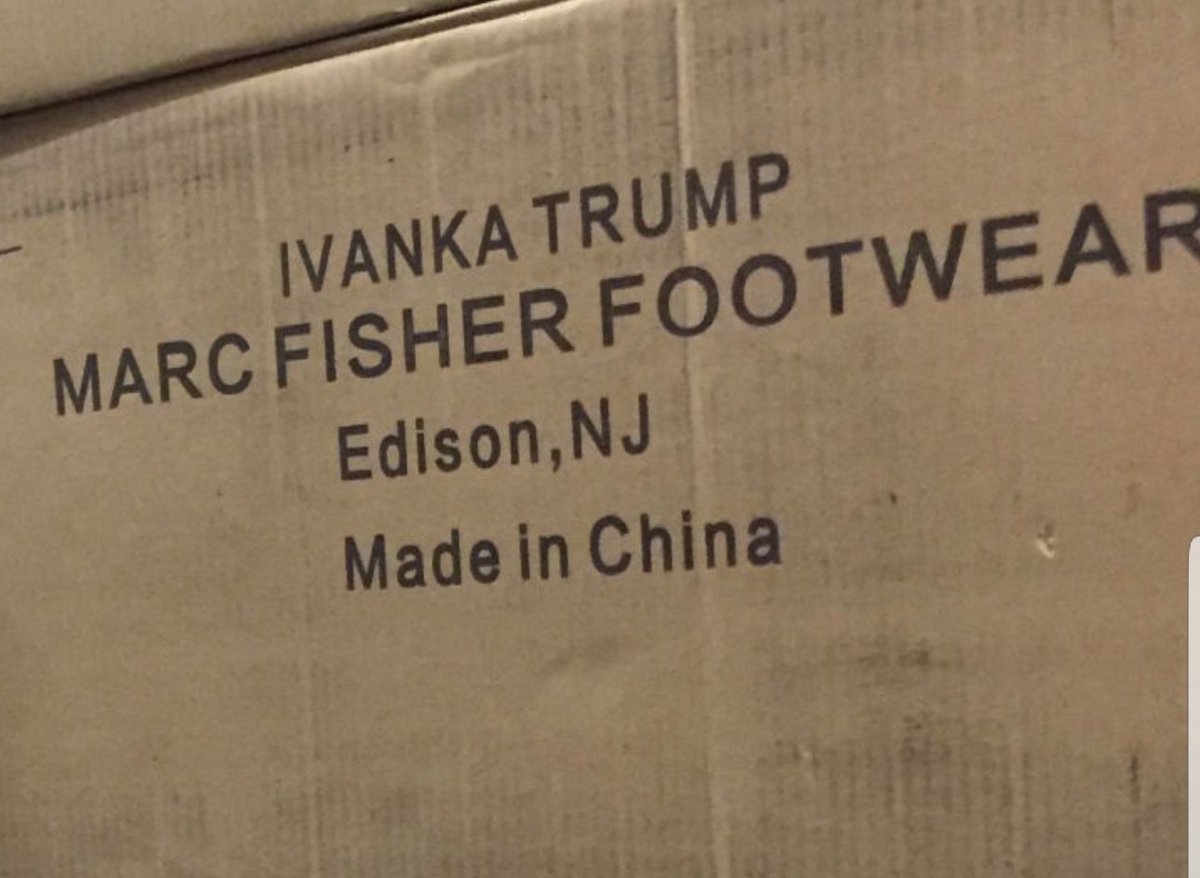 IVANKA TRUMP
MARC FISHER FOOTWEAR
Edison,NJ
Made in China